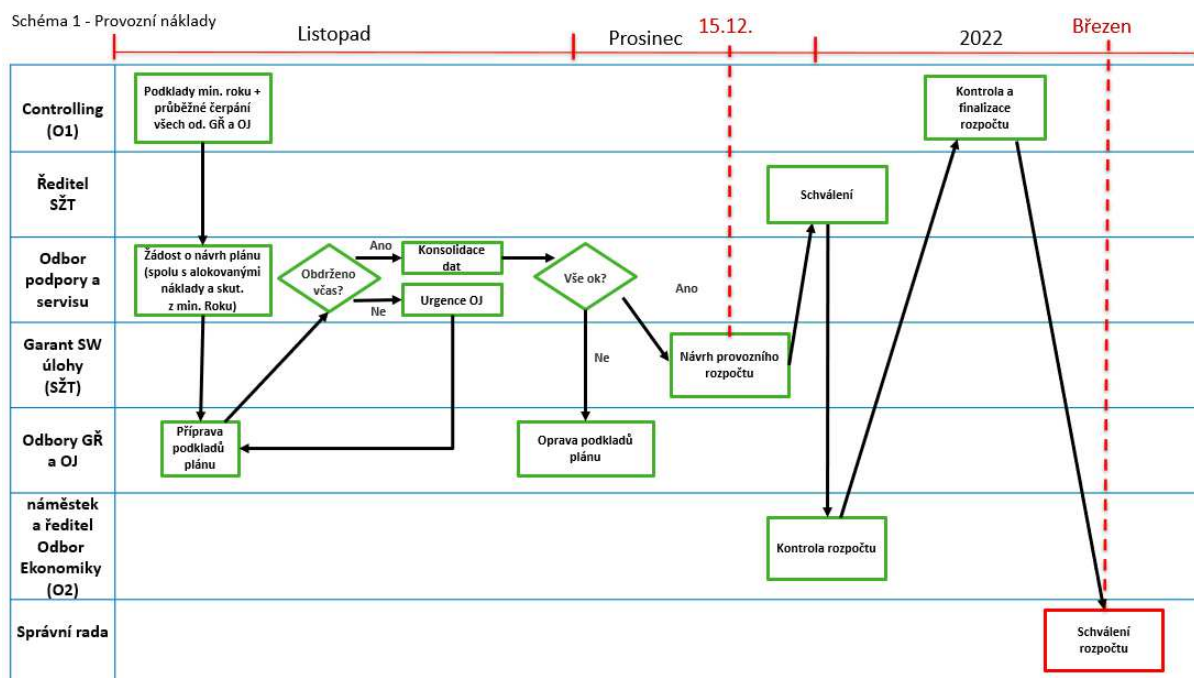 Schéma 1 - Provozní náklady
Listopad
Prosinec
15.12.
2022
Březen
Controlling
(O1)
Podklady min. roku +
průběžné čerpání
všech od. GŘ a OJ
Kontrola a
finalizace
rozpočtu
Ředitel
SŽT
Schválení
Odbor
podpory a
servisu
Žádost o návrh plánu
(spolu s alokovanými
náklady a skut.
z min. Roku)
Obdrženo
včas?
Ano
Ne
Konsolidace
dat
Urgence OJ
Vše ok?
Ano
Ne
Garant SW
úlohy
(SŽT)
Návrh provozního
rozpočtu
Odbory GŘ
a OJ
Příprava
podkladů
plánu
Oprava podkladů
plánu
náměstek
a ředitel
Odbor
Ekonomiky
(O2)
Kontrola rozpočtu
Správní rada
Schválení
rozpočtu